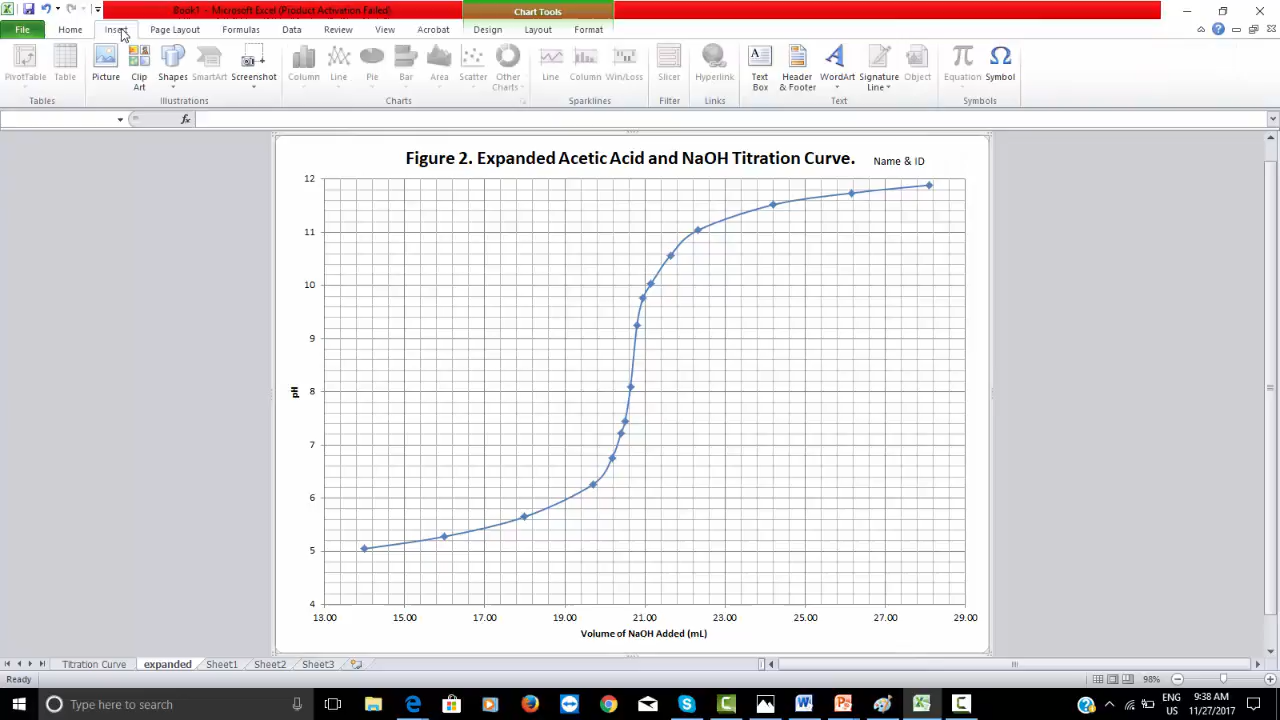 Book1 - Microsoft Excel (Product Activation Failed)
Chart Tools
File Home Insert Page Layout Formulas Data Review View Acrobat Design Layout Format
PivotTable Table Picture Clip Art Shapes SmartArt Screenshot Column Line Pie Bar Area Scatter Other Charts Line Column Win/Loss Slicer Hyperlink Text Box Header & Footer WordArt Signature Line Object Equation Symbol
Tables Illustrations Charts Sparklines Filter Links Text Symbols
fx
Figure 2. Expanded Acetic Acid and NaOH Titration Curve.
Name & ID
12
11
10
9
8
pH
7
6
5
4
13.00 15.00 17.00 19.00 21.00 23.00 25.00 27.00 29.00
Volume of NaOH Added (mL)
Titration Curve expanded Sheet1 Sheet2 Sheet3
Ready 98%
Type here to search
ENG 9:38 AM
US 11/27/2017